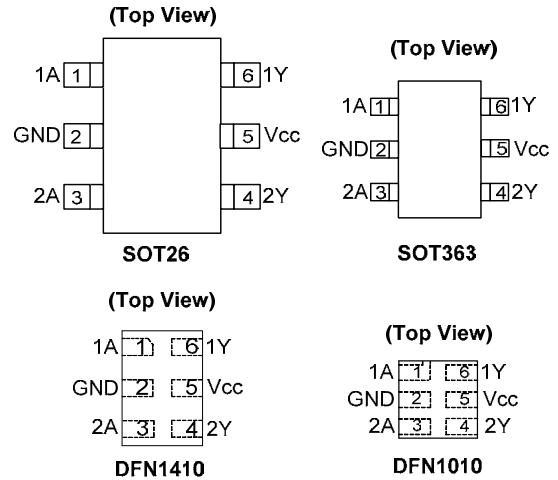 (Top View)
1A 1 6 1Y
GND 2 5 Vcc
2A 3 4 2Y
SOT26
(Top View)
1A 1 6 1Y
GND 2 5 Vcc
2A 3 4 2Y
SOT363
(Top View)
1A 1 6 1Y
GND 2 5 Vcc
2A 3 4 2Y
DFN1410
(Top View)
1A 1 6 1Y
GND 2 5 Vcc
2A 3 4 2Y
DFN1010